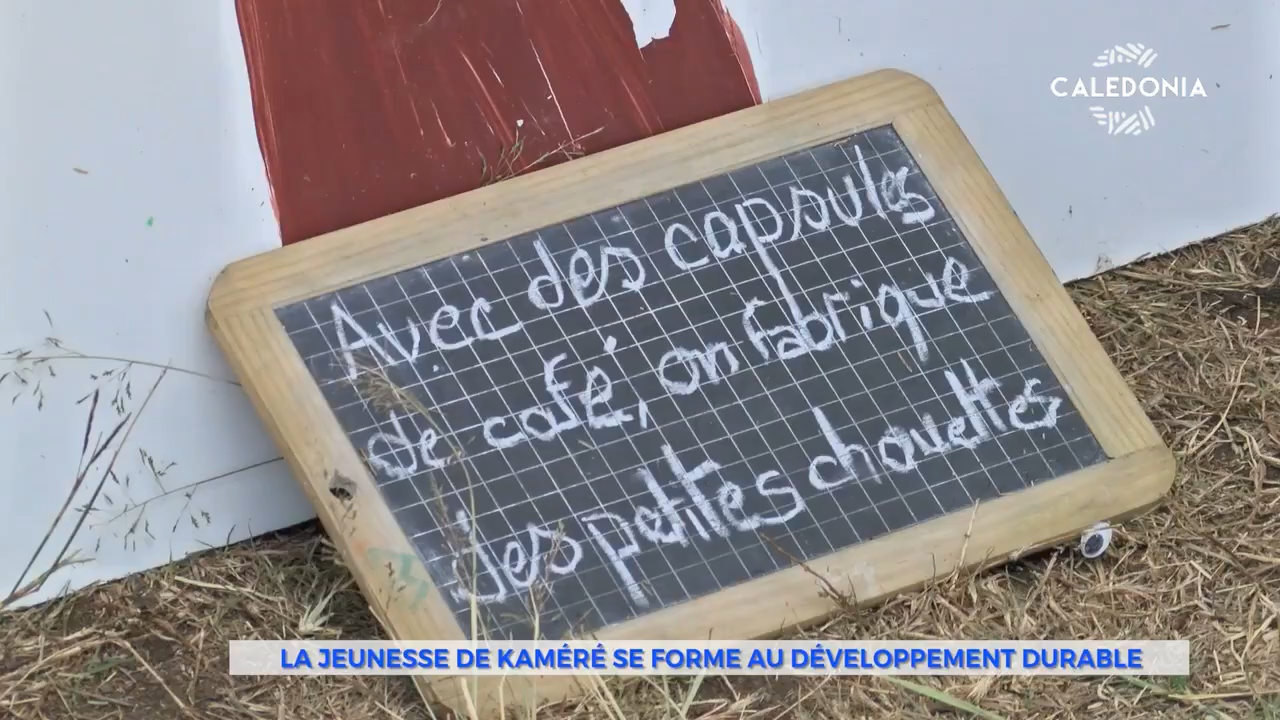 CALEDONIA
Avec des capsules
de café, on fabrique
des petites chouettes
LA JEUNESSE DE KAMÉRÉ SE FORME AU DÉVELOPPEMENT DURABLE